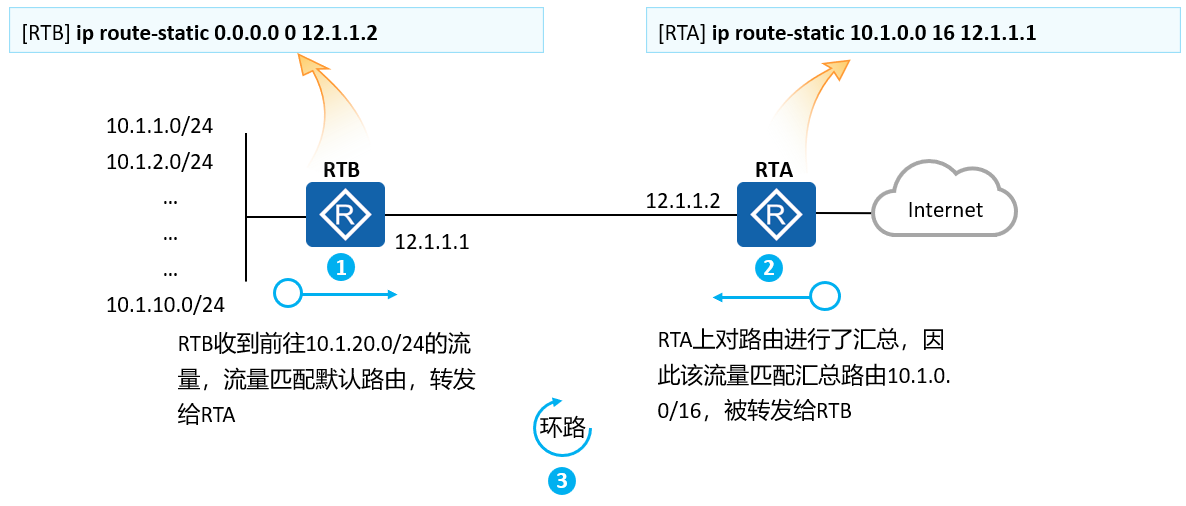 [RTB] ip route-static 0.0.0.0 0 12.1.1.2
[RTA] ip route-static 10.1.0.0 16 12.1.1.1
10.1.1.0/24
10.1.2.0/24
...
...
...
10.1.10.0/24
RTB
R
12.1.1.1
12.1.1.2
RTA
R
Internet
1
RTB收到前往10.1.20.0/24的流
量，流量匹配默认路由，转发
给RTA
2
RTA上对路由进行了汇总，因
此该流量匹配汇总路由10.1.0.
0/16，被转发给RTB
环路
3